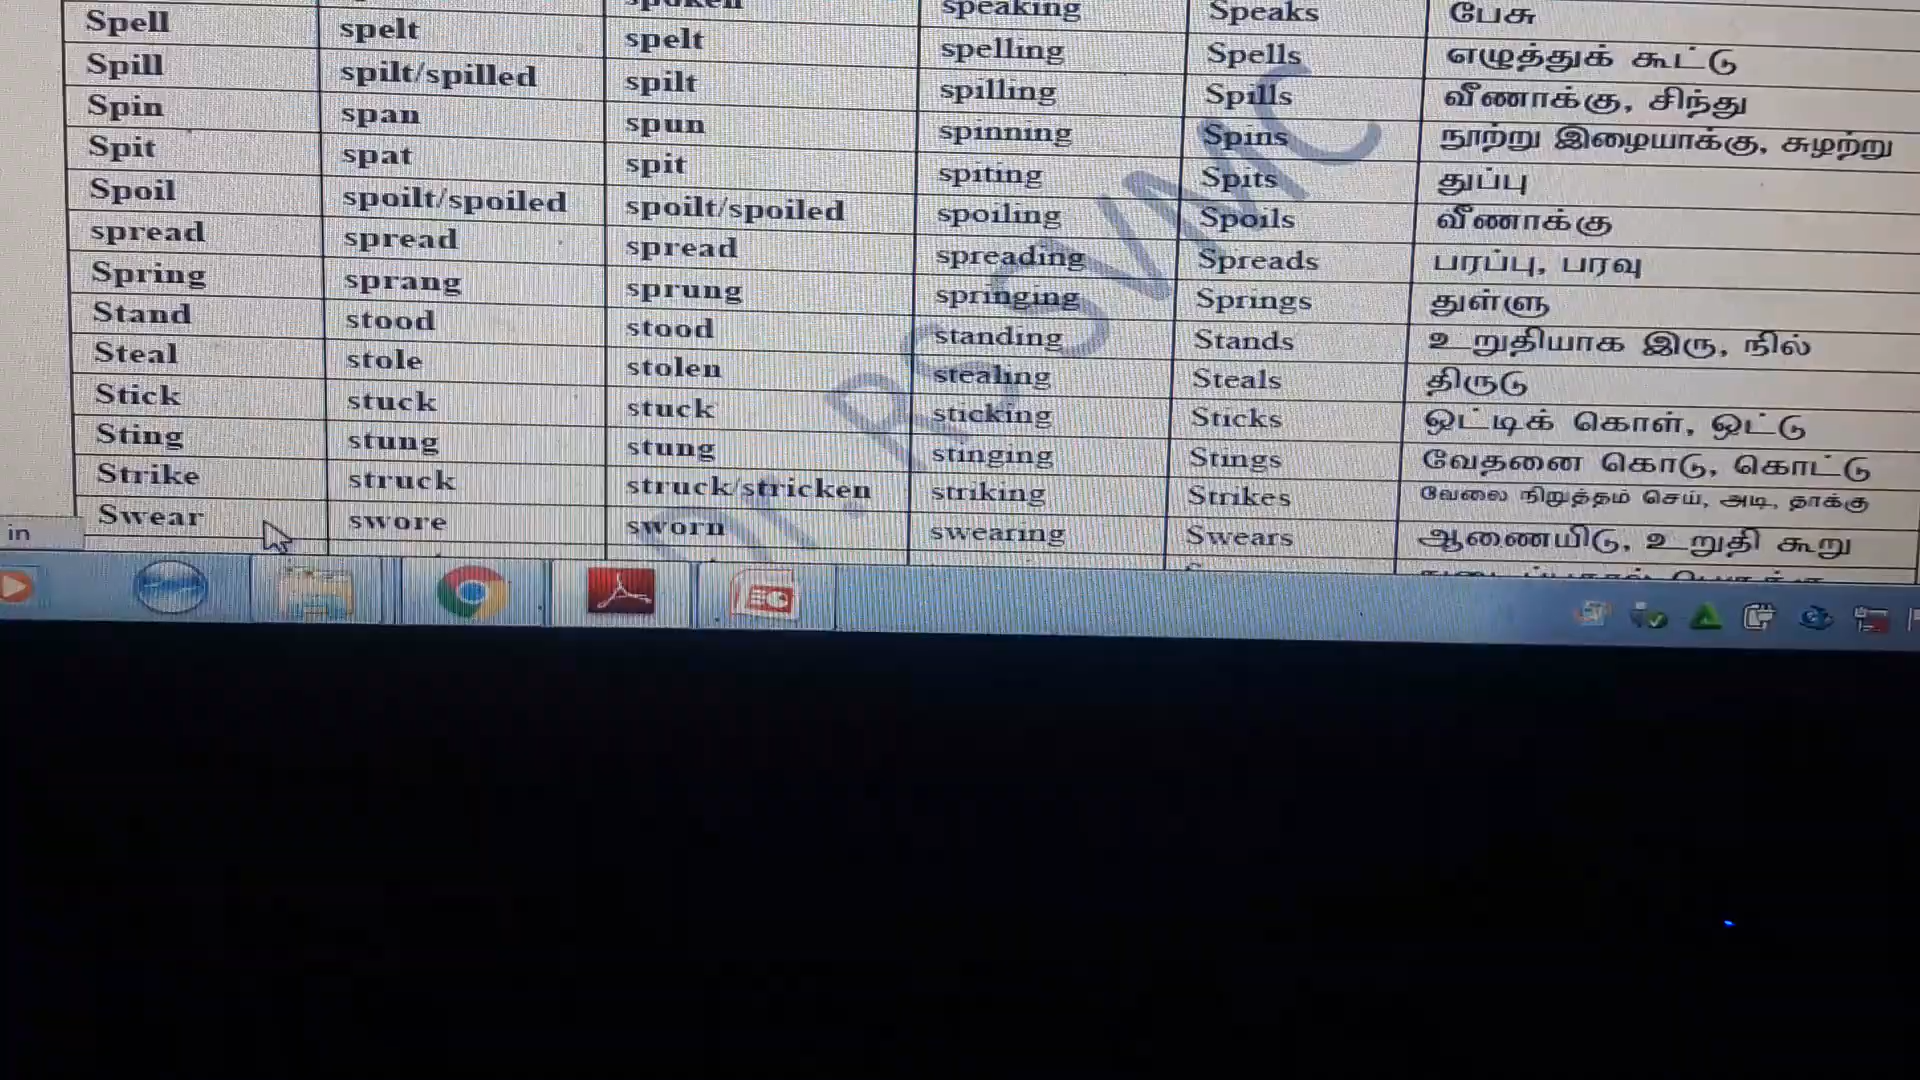 speaking Speaks பேசு
Spell spelt spelt spelling Spells எழுத்துக் கூட்டு
Spill spilt/spilled spilt spilling Spills வீணாக்கு, சிந்து
Spin span spun spinning Spins நூற்று இழையாக்கு, சுழற்று
Spit spat spit spiting Spits துப்பு
Spoil spoilt/spoiled spoilt/spoiled spoiling Spoils வீணாக்கு
spread spread spread spreading Spreads பரப்பு, பரவு
Spring sprang sprung springing Springs துள்ளு
Stand stood stood standing Stands உறுதியாக இரு, நில்
Steal stole stolen stealing Steals திருடு
Stick stuck stuck sticking Sticks ஒட்டிக் கொள், ஒட்டு
Sting stung stung stinging Stings வேதனை கொடு, கொட்டு
Strike struck struck/stricken striking Strikes வேலை நிறுத்தம் செய், அடி, தாக்கு
Swear swore sworn swearing Swears ஆணையிடு, உறுதி கூறு
in